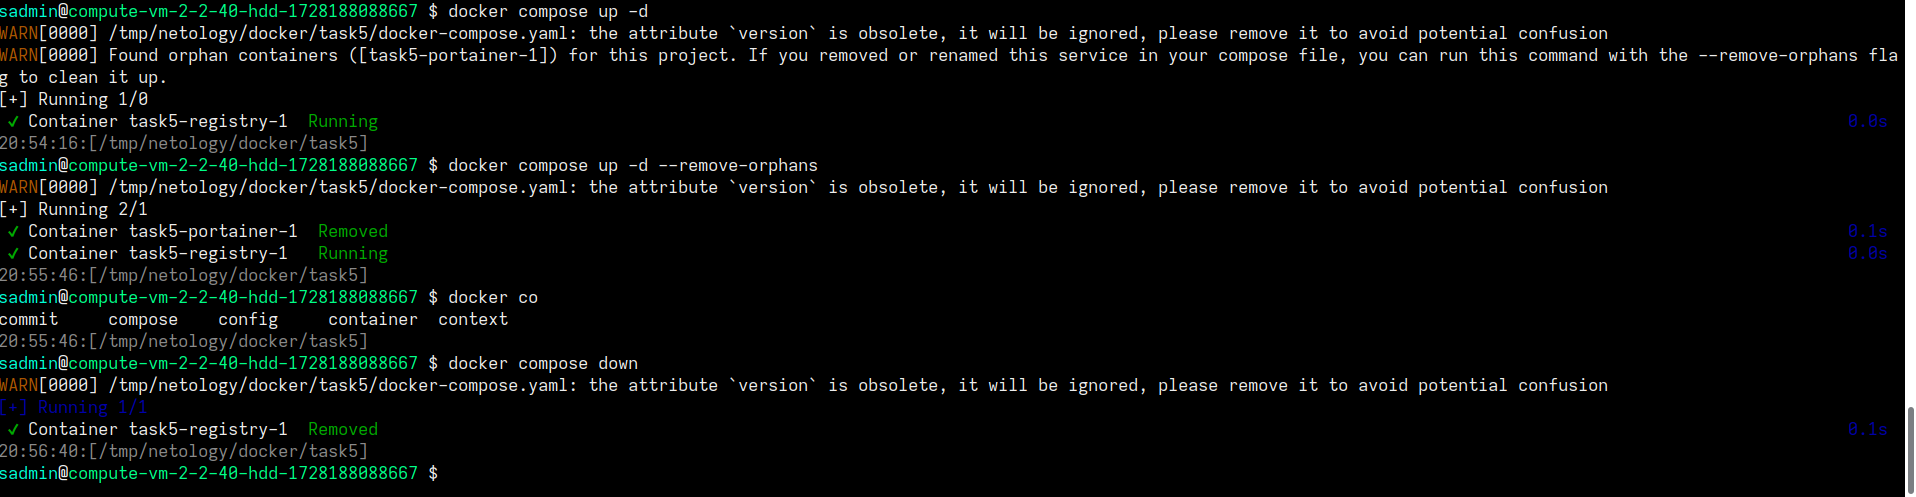 sadmin@compute-vm-2-2-40-hdd-1728188088667 $ docker compose up -d
WARN[0000] /tmp/netology/docker/task5/docker-compose.yaml: the attribute `version` is obsolete, it will be ignored, please remove it to avoid potential confusion
WARN[0000] Found orphan containers ([task5-portainer-1]) for this project. If you removed or renamed this service in your compose file, you can run this command with the --remove-orphans fla
g to clean it up.
[+] Running 1/0
✓ Container task5-registry-1  Running 0.0s
20:54:16:[/tmp/netology/docker/task5]
sadmin@compute-vm-2-2-40-hdd-1728188088667 $ docker compose up -d --remove-orphans
WARN[0000] /tmp/netology/docker/task5/docker-compose.yaml: the attribute `version` is obsolete, it will be ignored, please remove it to avoid potential confusion
[+] Running 2/1
✓ Container task5-portainer-1  Removed 0.1s
✓ Container task5-registry-1   Running 0.0s
20:55:46:[/tmp/netology/docker/task5]
sadmin@compute-vm-2-2-40-hdd-1728188088667 $ docker co
commit     compose    config     container  context
20:55:46:[/tmp/netology/docker/task5]
sadmin@compute-vm-2-2-40-hdd-1728188088667 $ docker compose down
WARN[0000] /tmp/netology/docker/task5/docker-compose.yaml: the attribute `version` is obsolete, it will be ignored, please remove it to avoid potential confusion
[+] Running 1/1
✓ Container task5-registry-1  Removed 0.1s
20:56:40:[/tmp/netology/docker/task5]
sadmin@compute-vm-2-2-40-hdd-1728188088667 $